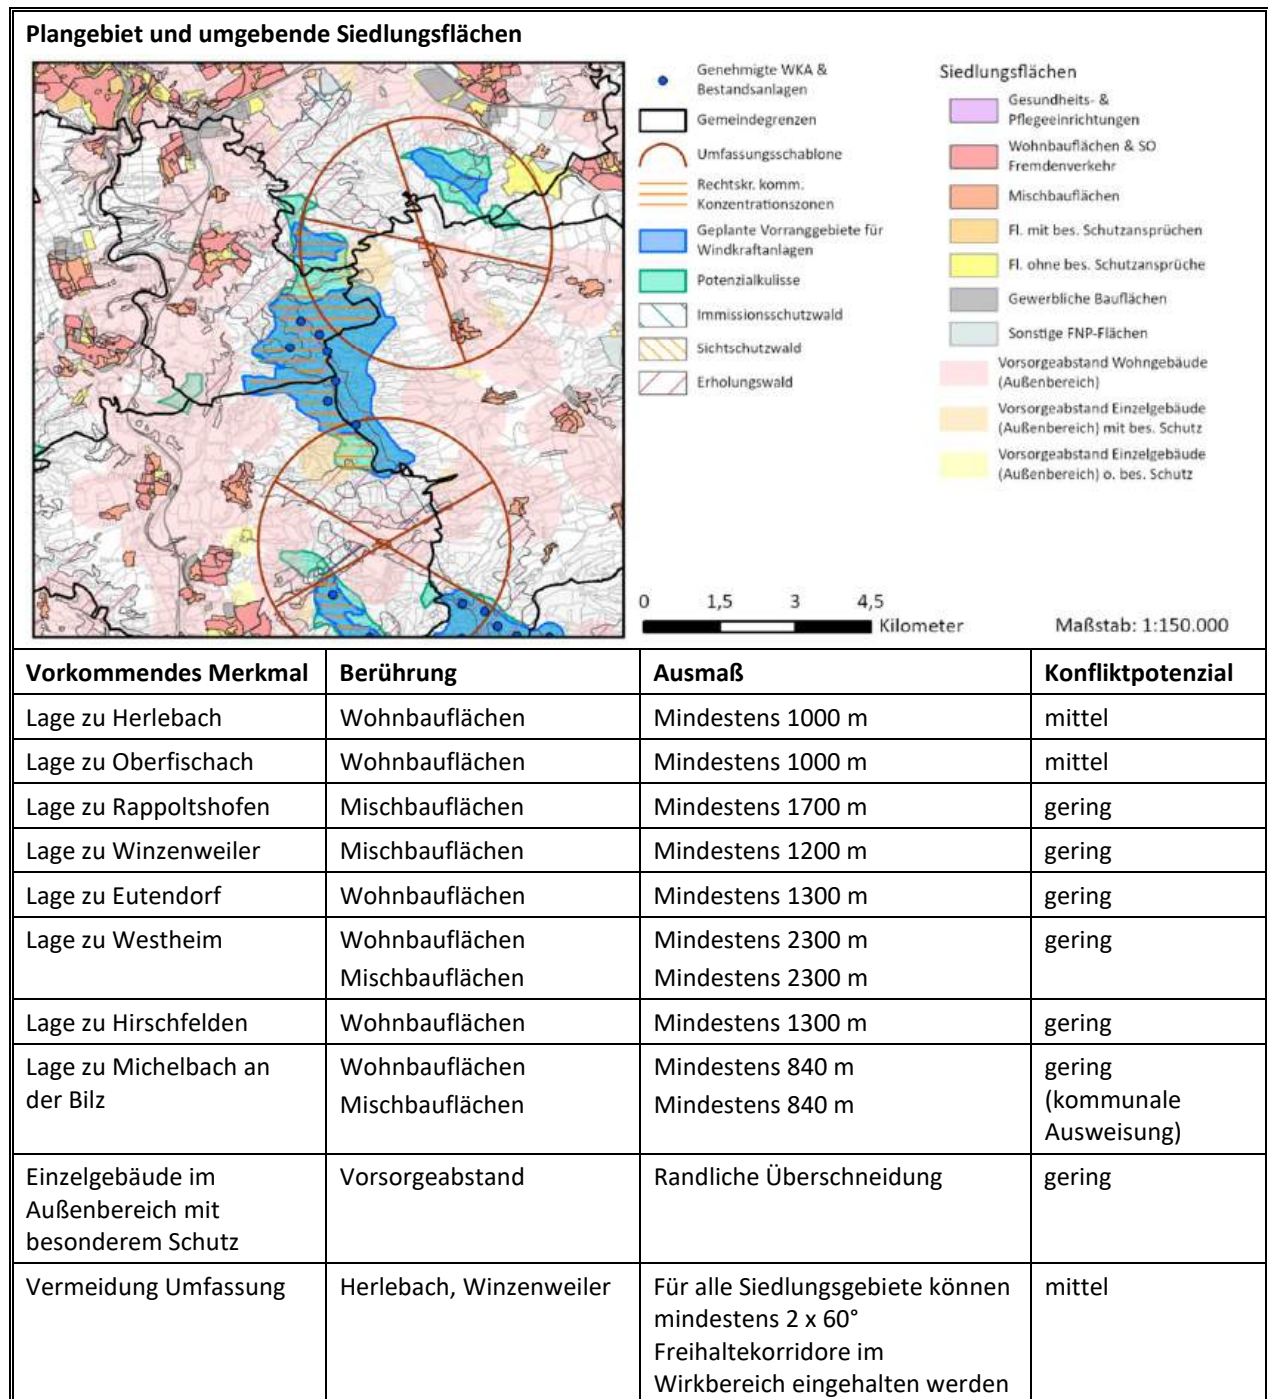 Plangebiet und umgebende Siedlungsflächen
Genehmigte WKA &
Bestandsanlagen
Gemeindegrenzen
Umfassungsschablone
Rechtskr. komm.
Konzentrationszonen
Geplante Vorranggebiete für
Windkraftanlagen
Potenzialkulisse
Immissionsschutzwald
Sichtschutzwald
Erholungswald
Siedlungsflächen
Gesundheits- &
Pflegeeinrichtungen
Wohnbauflächen & SO
Fremdenverkehr
Mischbauflächen
Fl. mit bes. Schutzansprüchen
Fl. ohne bes. Schutzansprüche
Gewerbliche Bauflächen
Sonstige FNP-Flächen
Vorsorgeabstand Wohngebäude
(Außenbereich)
Vorsorgeabstand Einzelgebäude
(Außenbereich) mit bes. Schutz
Vorsorgeabstand Einzelgebäude
(Außenbereich) o. bes. Schutz
0 1,5 3 4,5
Kilometer
Maßstab: 1:150.000
Vorkommendes Merkmal Berührung Ausmaß Konfliktpotenzial
Lage zu Herlebach Wohnbauflächen Mindestens 1000 m mittel
Lage zu Oberfischach Wohnbauflächen Mindestens 1000 m mittel
Lage zu Rappoltshofen Mischbauflächen Mindestens 1700 m gering
Lage zu Winzenweiler Mischbauflächen Mindestens 1200 m gering
Lage zu Eutendorf Wohnbauflächen Mindestens 1300 m gering
Lage zu Westheim Wohnbauflächen Mindestens 2300 m gering
Mischbauflächen Mindestens 2300 m
Lage zu Hirschfelden Wohnbauflächen Mindestens 1300 m gering
Lage zu Michelbach an Wohnbauflächen Mindestens 840 m gering
der Bilz Mischbauflächen Mindestens 840 m (kommunale
Ausweisung)
Einzelgebäude im Vorsorgeabstand Randliche Überschneidung gering
Außenbereich mit
besonderem Schutz
Vermeidung Umfassung Herlebach, Winzenweiler Für alle Siedlungsgebiete können mittel
mindestens 2 x 60°
Freihaltekorridore im
Wirkbereich eingehalten werden